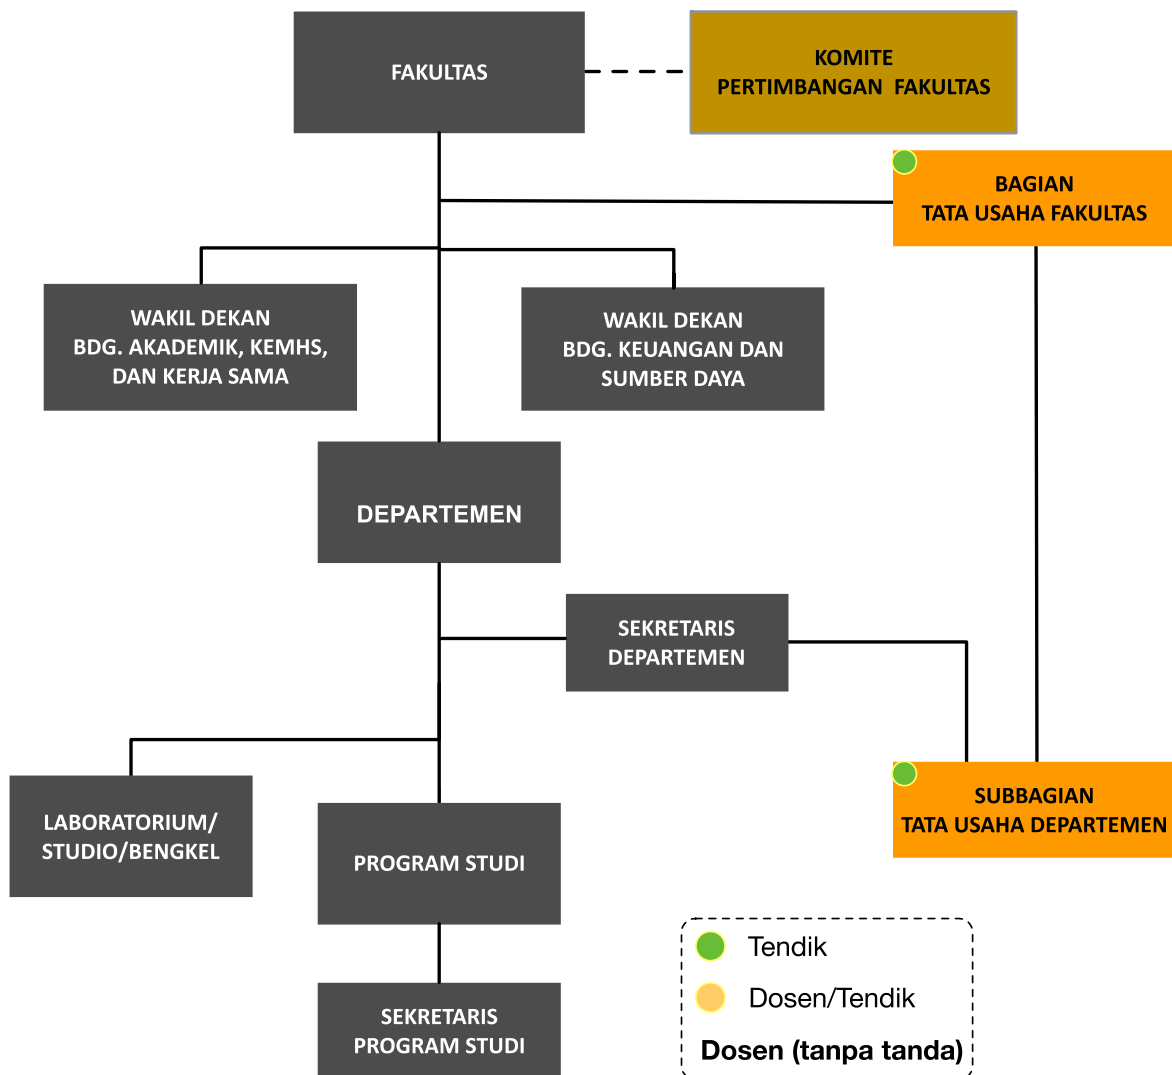 FAKULTAS
KOMITE
PERTIMBANGAN FAKULTAS
BAGIAN
TATA USAHA FAKULTAS
WAKIL DEKAN
BDG. AKADEMIK, KEMHS,
DAN KERJA SAMA
WAKIL DEKAN
BDG. KEUANGAN DAN
SUMBER DAYA
DEPARTEMEN
SEKRETARIS
DEPARTEMEN
SUBBAGIAN
TATA USAHA DEPARTEMEN
LABORATORIUM/
STUDIO/BENGKEL
PROGRAM STUDI
SEKRETARIS
PROGRAM STUDI
Tendik
Dosen/Tendik
Dosen (tanpa tanda)